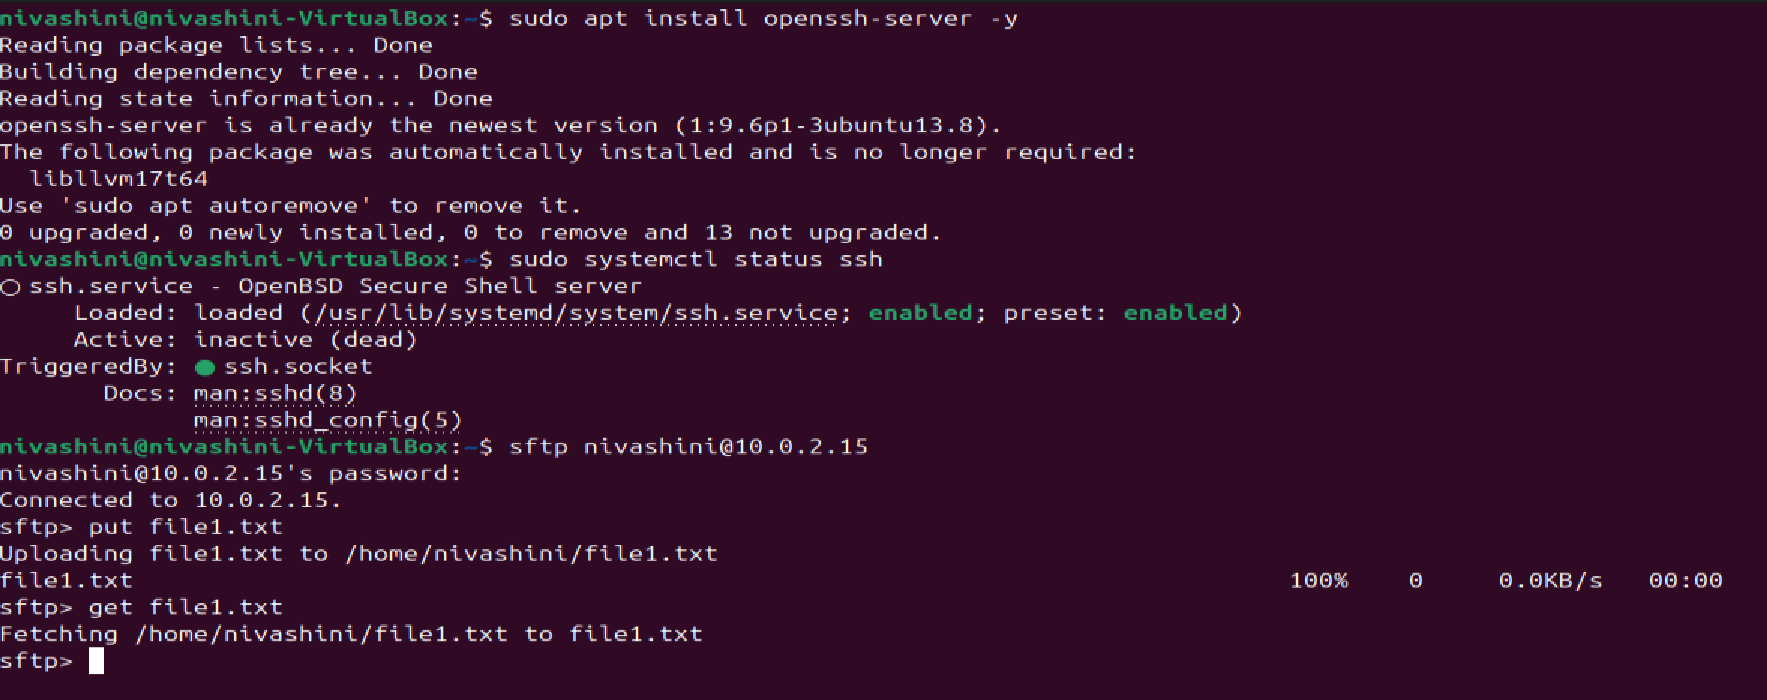 nivashini@nivashini-VirtualBox:~$ sudo apt install openssh-server -y
Reading package lists... Done
Building dependency tree... Done
Reading state information... Done
openssh-server is already the newest version (1:9.6p1-3ubuntu13.8).
The following package was automatically installed and is no longer required:
  libllvm17t64
Use 'sudo apt autoremove' to remove it.
0 upgraded, 0 newly installed, 0 to remove and 13 not upgraded.
nivashini@nivashini-VirtualBox:~$ sudo systemctl status ssh
○ ssh.service - OpenBSD Secure Shell server
     Loaded: loaded (/usr/lib/systemd/system/ssh.service; enabled; preset: enabled)
     Active: inactive (dead)
TriggeredBy: ● ssh.socket
       Docs: man:sshd(8)
             man:sshd_config(5)
nivashini@nivashini-VirtualBox:~$ sftp nivashini@10.0.2.15
nivashini@10.0.2.15's password:
Connected to 10.0.2.15.
sftp> put file1.txt
Uploading file1.txt to /home/nivashini/file1.txt
file1.txt 100% 0 0.0KB/s 00:00
sftp> get file1.txt
Fetching /home/nivashini/file1.txt to file1.txt
sftp>